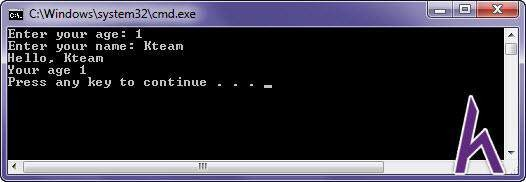 C:\Windows\system32\cmd.exe
Enter your age: 1
Enter your name: Kteam
Hello, Kteam
Your age 1
Press any key to continue . . .